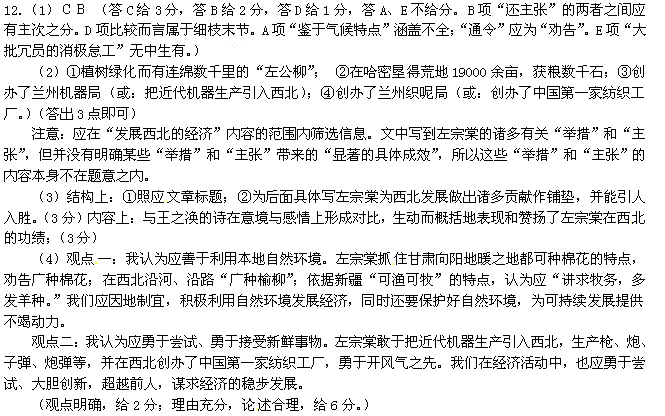 12.（1）C B （答C给3分，答B给2分，答D给1分，答A、E不给分。B项“还主张”的两者之间应
有主次之分。D项比较而言属于细枝末节。A项“鉴于气候特点”涵盖不全；“通令”应为“劝告”。E项“大
批冗员的消极怠工”无中生有。）
（2）①植树绿化而有连绵数千里的“左公柳”； ②在哈密垦得荒地19000余亩，获粮数千石；③创
办了兰州机器局（或：把近代机器生产引入西北）；④创办了兰州织呢局（或：创办了中国第一家纺织工
厂。）（答出3点即可）
注意：应在“发展西北的经济”内容的范围内筛选信息。文中写到左宗棠的诸多有关“举措”和“主
张”，但并没有明确某些“举措”和“主张”带来的“显著的具体成效”，所以这些“举措”和“主张”的
内容本身不在题意之内。
（3）结构上：①照应文章标题；②为后面具体写左宗棠为西北发展做出诸多贡献作铺垫，并能引人
入胜。（3分）内容上：与王之涣的诗在意境与感情上形成对比，生动而概括地表现和赞扬了左宗棠在西北
的功绩；（3分）
（4）观点一：我认为应善于利用本地自然环境。左宗棠抓住甘肃向阳地暖之地都可种棉花的特点，
劝告广种棉花；在西北沿河、沿路“广种榆柳”；依据新疆“可渔可牧”的特点，认为应“讲求牧务，多
发羊种。”我们应因地制宜，积极利用自然环境发展经济，同时还要保护好自然环境，为可持续发展提供
不竭动力。
观点二：我认为应勇于尝试、勇于接受新鲜事物。左宗棠敢于把近代机器生产引入西北，生产枪、炮、
子弹、炮弹等，并在西北创办了中国第一家纺织工厂，勇于开风气之先。我们在经济活动中，也应勇于尝
试、大胆创新，超越前人，谋求经济的稳步发展。
（观点明确，给2分；理由充分，论述合理，给6分。）